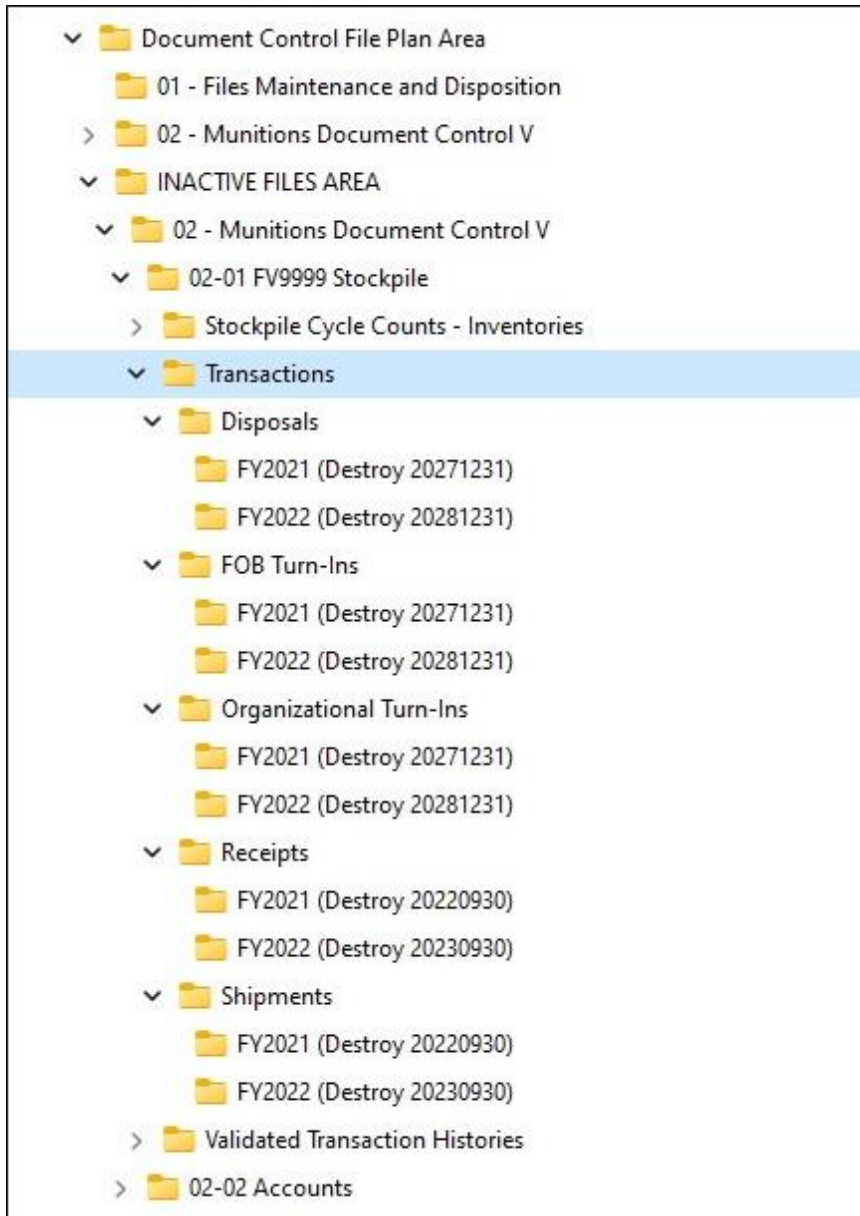 Document Control File Plan Area
01 - Files Maintenance and Disposition
02 - Munitions Document Control V
INACTIVE FILES AREA
02 - Munitions Document Control V
02-01 FV9999 Stockpile
Stockpile Cycle Counts - Inventories
Transactions
Disposals
FY2021 (Destroy 20271231)
FY2022 (Destroy 20281231)
FOB Turn-Ins
FY2021 (Destroy 20271231)
FY2022 (Destroy 20281231)
Organizational Turn-Ins
FY2021 (Destroy 20271231)
FY2022 (Destroy 20281231)
Receipts
FY2021 (Destroy 20220930)
FY2022 (Destroy 20230930)
Shipments
FY2021 (Destroy 20220930)
FY2022 (Destroy 20230930)
Validated Transaction Histories
02-02 Accounts